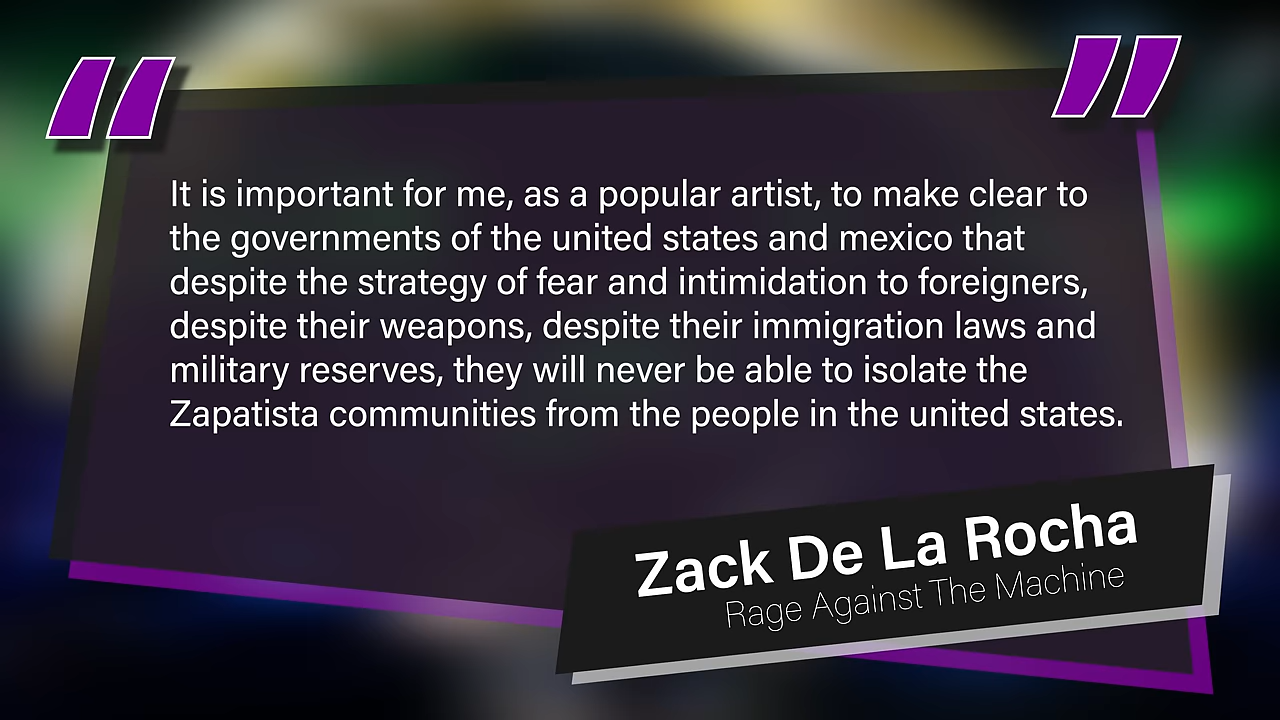 “
”
It is important for me, as a popular artist, to make clear to
the governments of the united states and mexico that
despite the strategy of fear and intimidation to foreigners,
despite their weapons, despite their immigration laws and
military reserves, they will never be able to isolate the
Zapatista communities from the people in the united states.
Zack De La Rocha
Rage Against The Machine